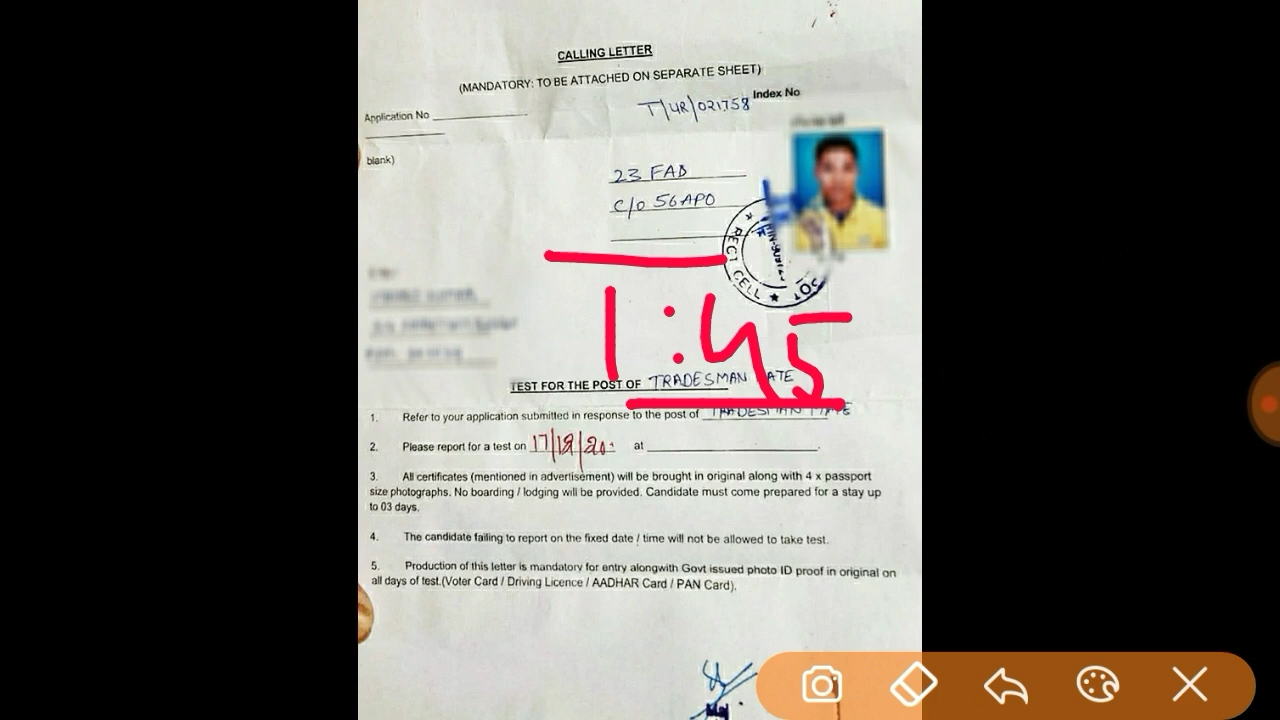 CALLING LETTER
(MANDATORY: TO BE ATTACHED ON SEPARATE SHEET)
Application No
T/UR/021758 Index No
blank)
23 FAD
C/o 56 APO
RECT CELL
1:45
TEST FOR THE POST OF TRADESMAN
1. Refer to your application submitted in response to the post of TRADESMAN
2. Please report for a test on 17/12/20 at
3. All certificates (mentioned in advertisement) will be brought in original along with 4 x passport
size photographs. No boarding / lodging will be provided. Candidate must come prepared for a stay up
to 03 days.
4. The candidate failing to report on the fixed date / time will not be allowed to take test.
5. Production of this letter is mandatory for entry alongwith Govt issued photo ID proof in original on
all days of test.(Voter Card / Driving Licence / AADHAR Card / PAN Card).